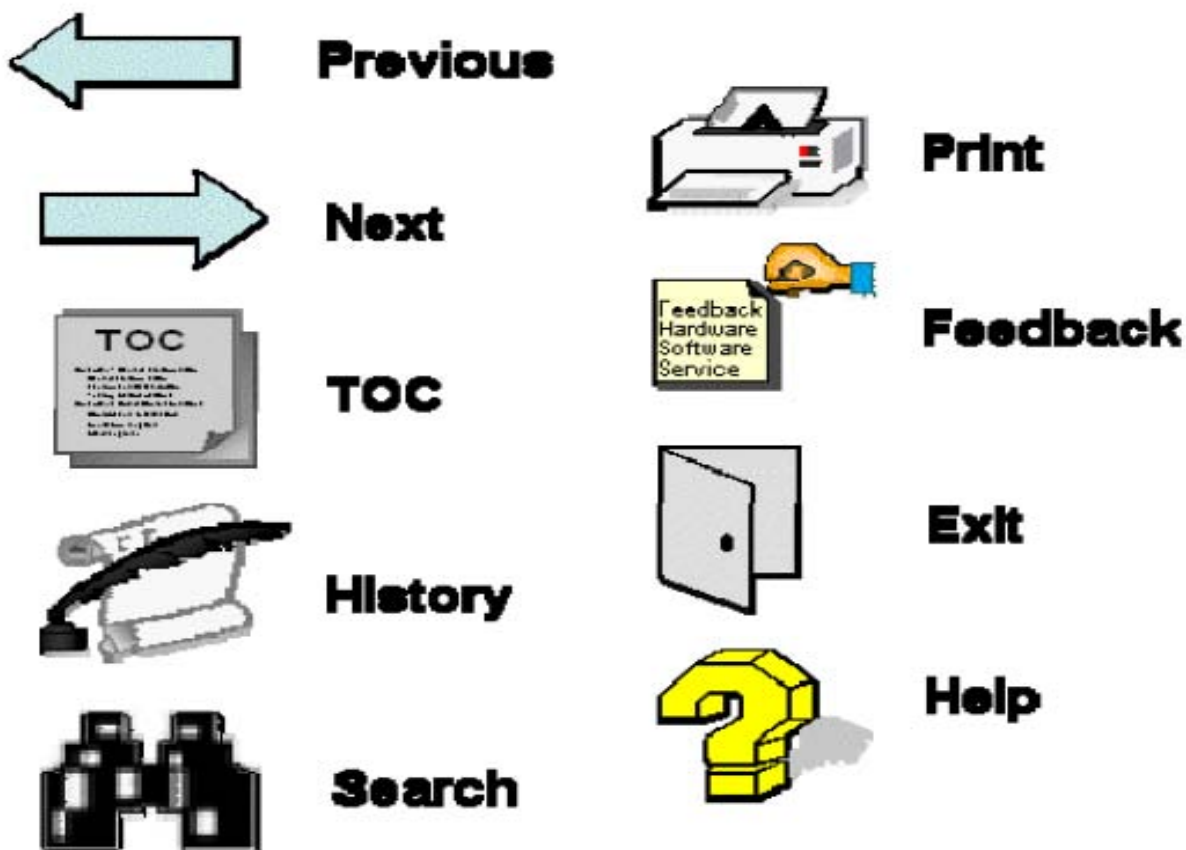 Previous
Next
TOC
TOC
History
Search
Print
Feedback
Hardware
Software
Service
Feedback
Exit
Help